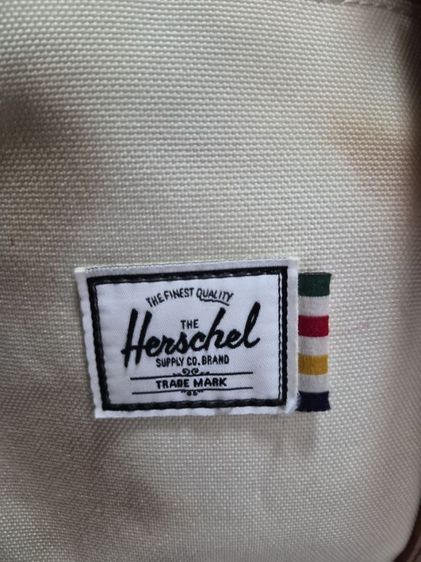 THE FINEST QUALITY
THE
Herschel
SUPPLY CO. BRAND
TRADE MARK